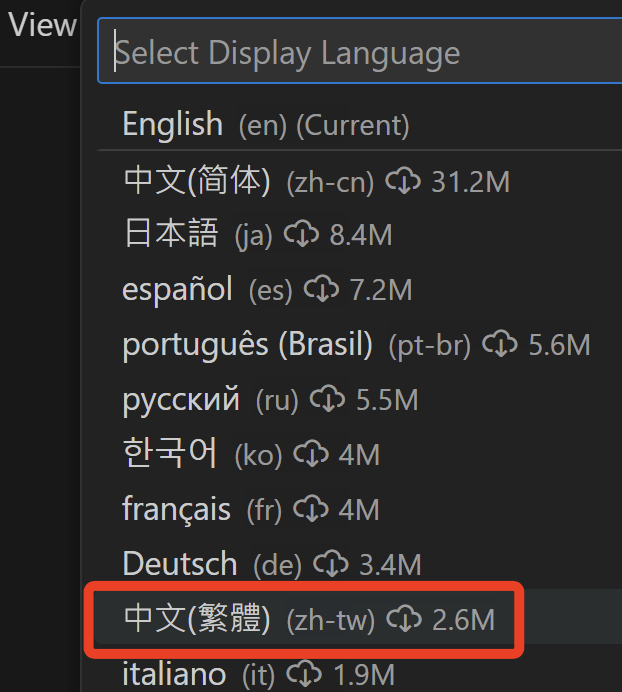 View
Select Display Language
English (en) (Current)
中文(简体) (zh-cn) 31.2M
日本語 (ja) 8.4M
español (es) 7.2M
português (Brasil) (pt-br) 5.6M
русский (ru) 5.5M
한국어 (ko) 4M
français (fr) 4M
Deutsch (de) 3.4M
中文(繁體) (zh-tw) 2.6M
italiano (it) 1.9M